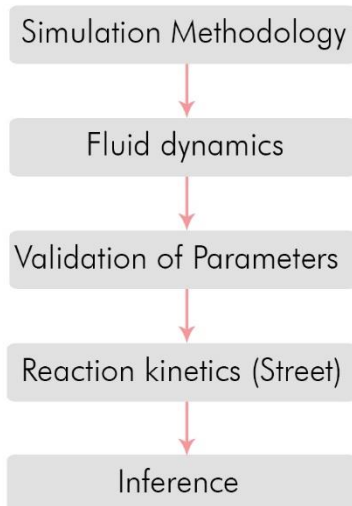 Simulation Methodology
Fluid dynamics
Validation of Parameters
Reaction kinetics (Street)
Inference